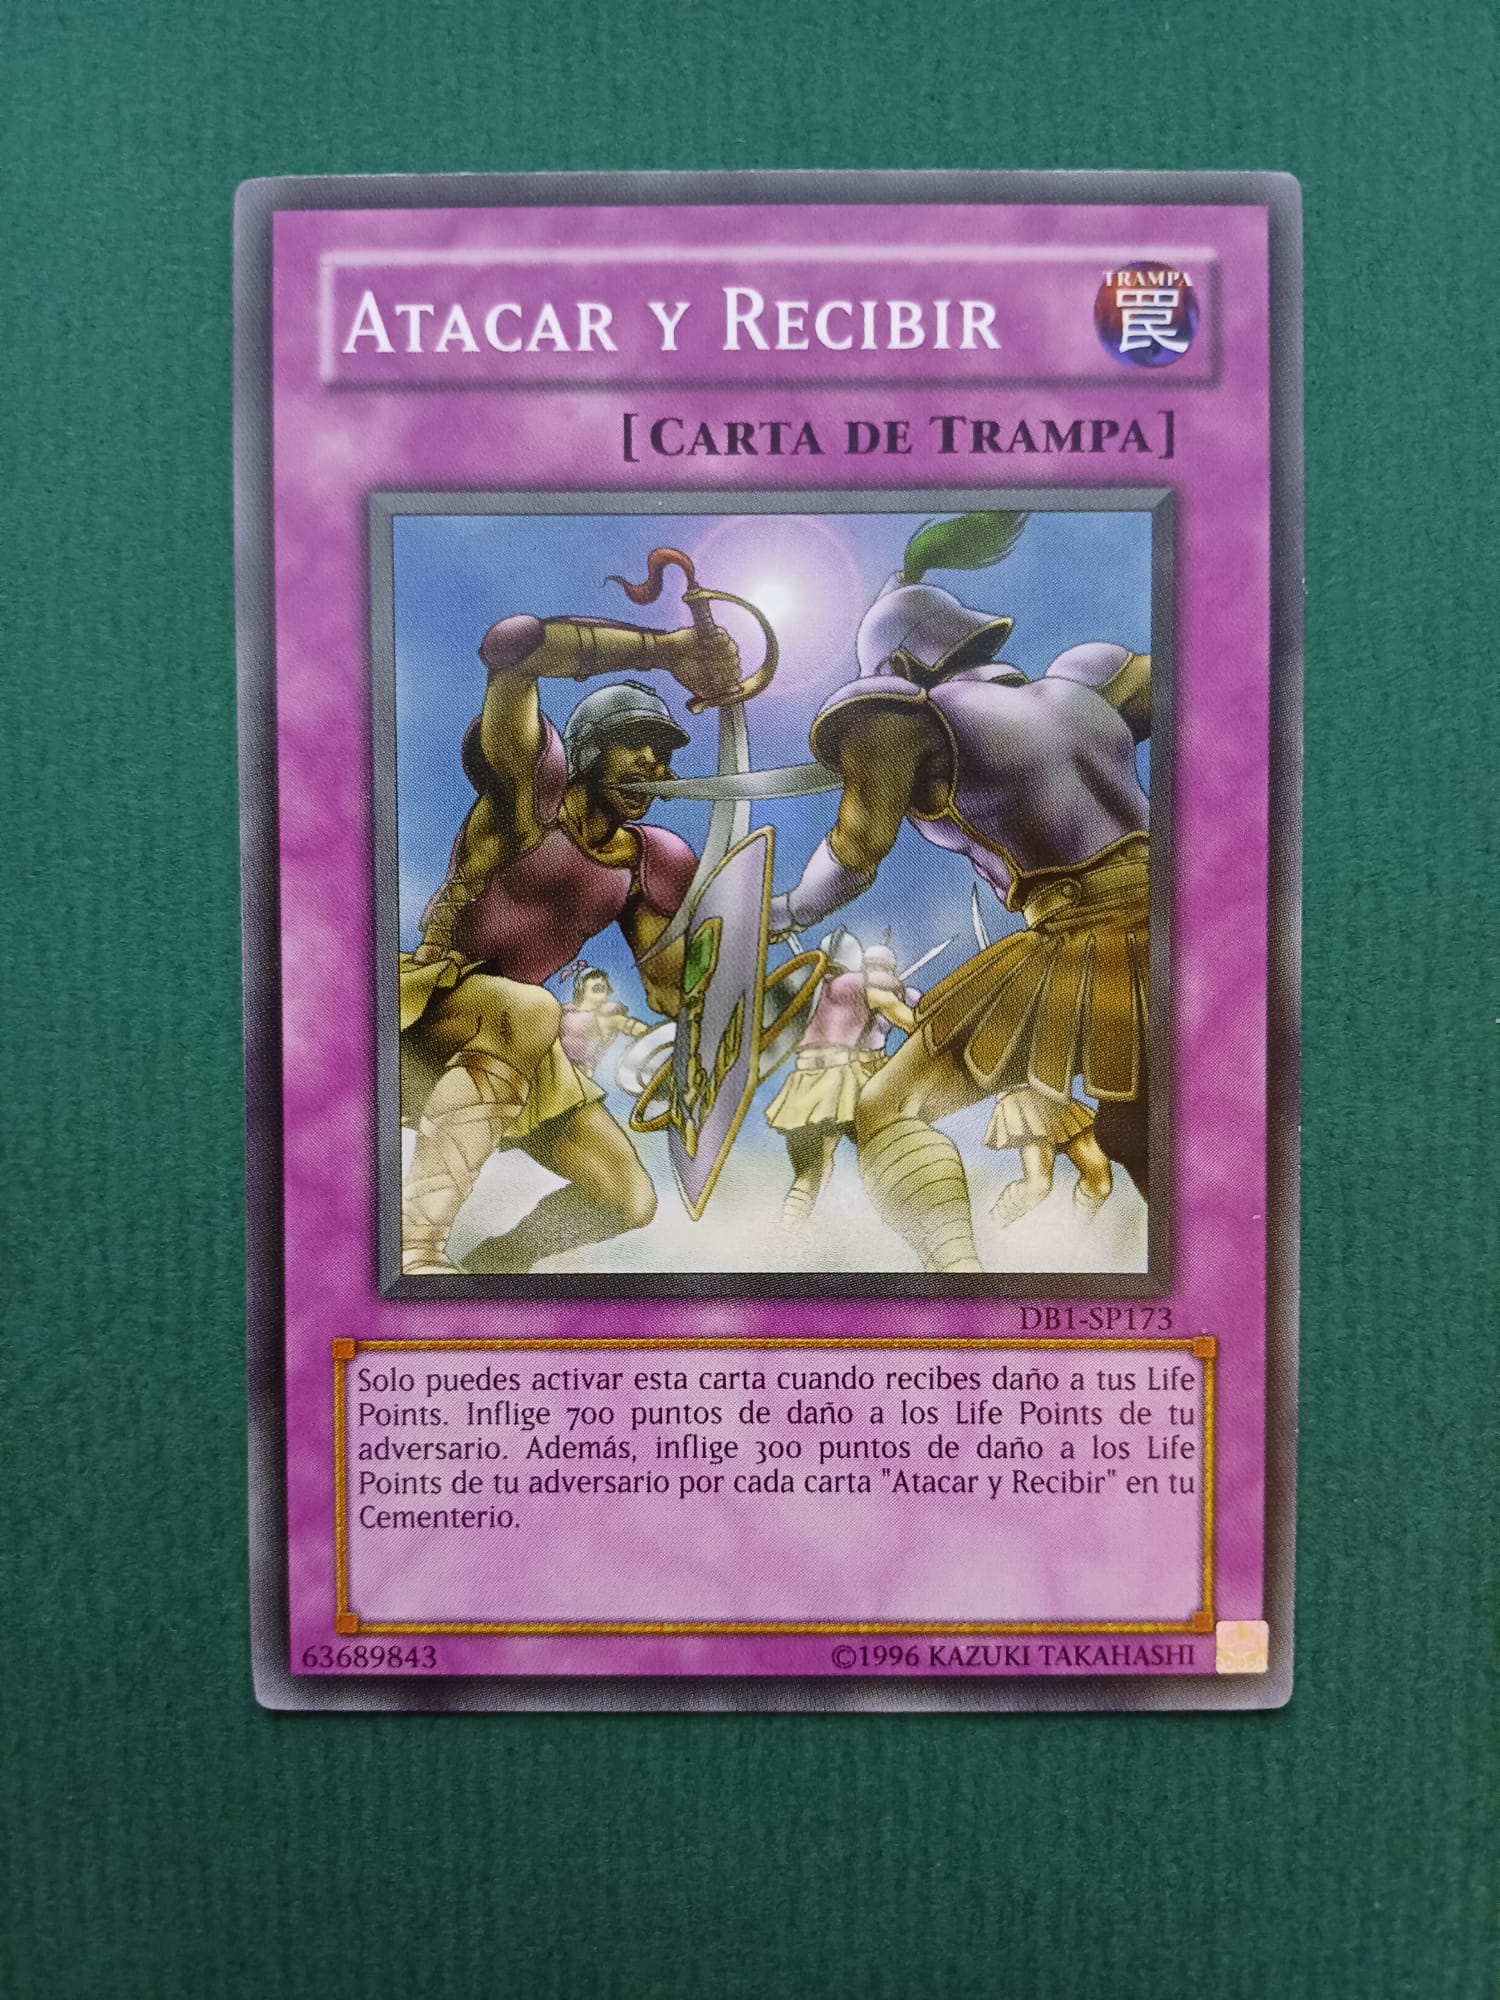 ATACAR Y RECIBIR
TRAMPA
罠
[CARTA DE TRAMPA]
DB1-SP173
Solo puedes activar esta carta cuando recibes daño a tus Life
Points. Inflige 700 puntos de daño a los Life Points de tu
adversario. Además, inflige 300 puntos de daño a los Life
Points de tu adversario por cada carta "Atacar y Recibir" en tu
Cementerio.
63689843
©1996 KAZUKI TAKAHASHI